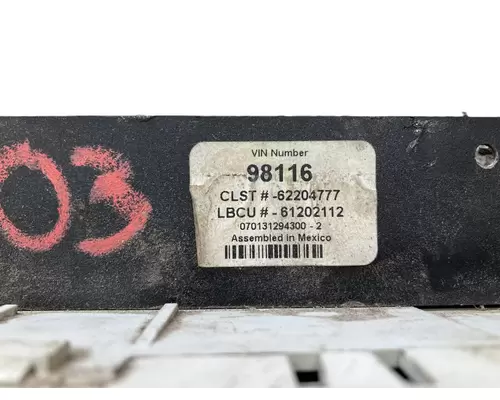 03
VIN Number
98116
CLST # -62204777
LBCU # - 61202112
070131294300 - 2
Assembled in Mexico